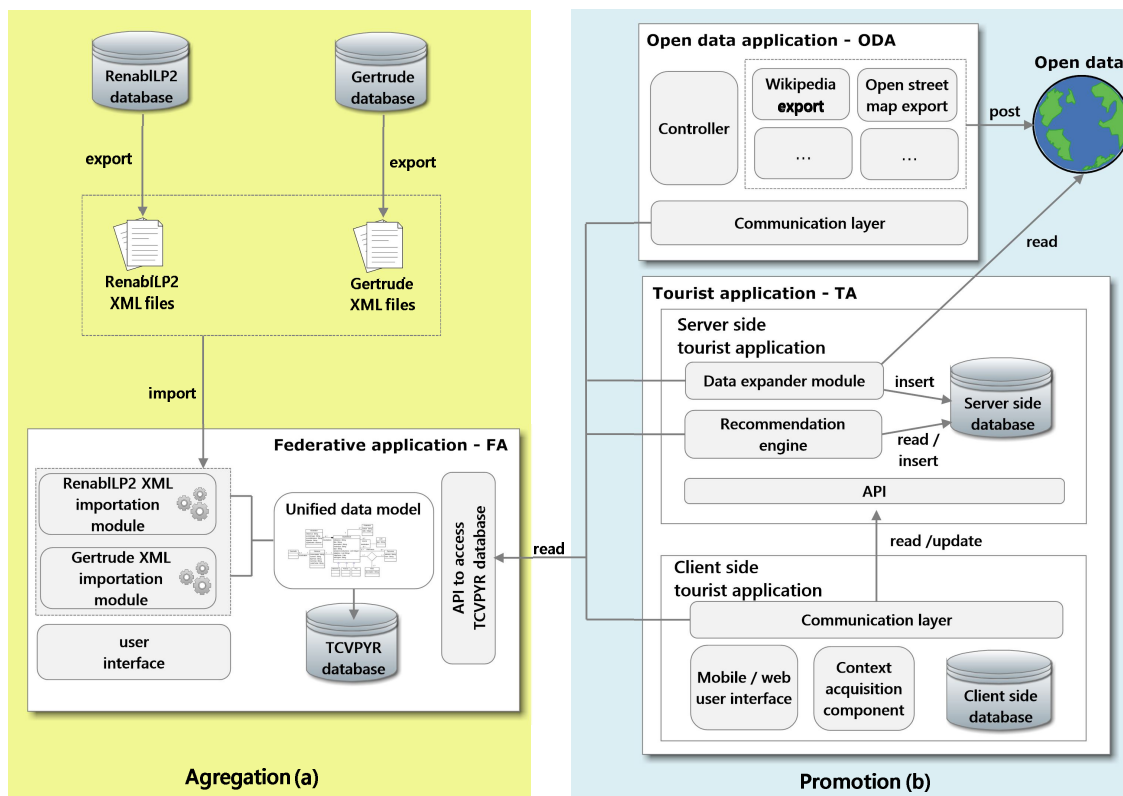 RenablLP2
database
Gertrude
database
export
export
RenablLP2
XML files
Gertrude
XML files
import
Federative application - FA
RenablLP2 XML
importation
module
Gertrude XML
importation
module
user
interface
Unified data model
TCVPYR
database
API to access
TCVPYR database
Agregation (a)
Open data application - ODA
Controller
Wikipedia
export
Open street
map export
...
...
Communication layer
post
Open data
read
Tourist application - TA
Server side
tourist application
Data expander module
insert
Recommendation
engine
read /
insert
Server side
database
API
read
read /update
Client side
tourist application
Communication layer
Mobile / web
user interface
Context
acquisition
component
Client side
database
Promotion (b)